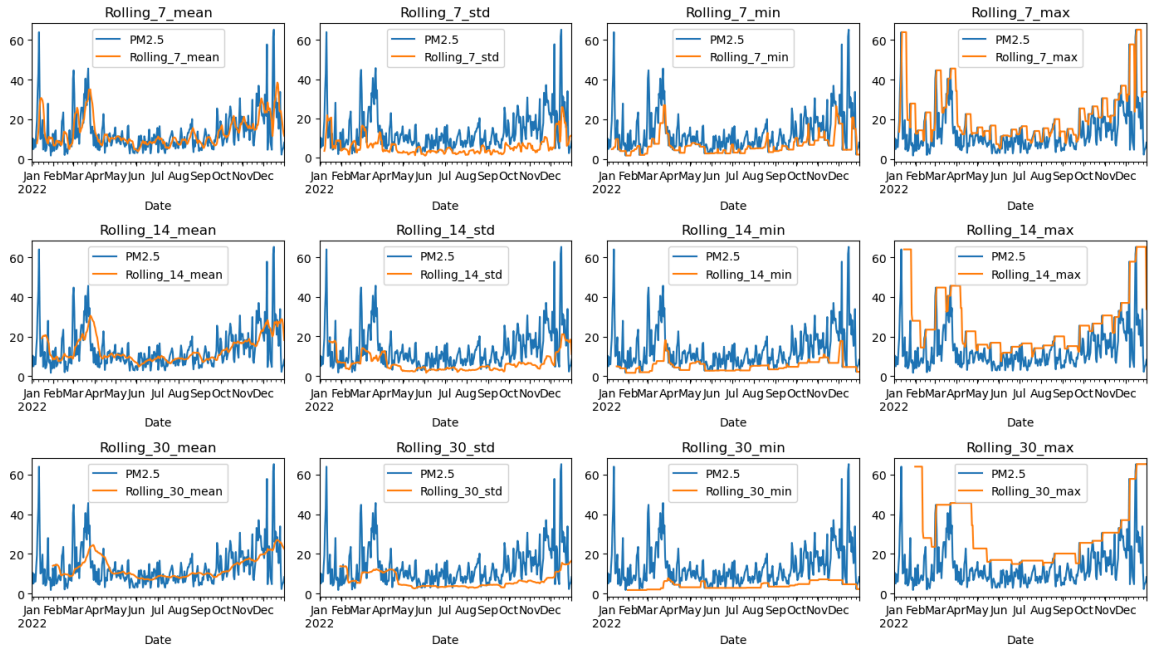 Rolling_7_mean
60
40
20
0
PM2.5
Rolling_7_mean
Jan Feb Mar Apr May Jun Jul Aug Sep Oct Nov Dec
2022
Date
Rolling_7_std
60
40
20
0
PM2.5
Rolling_7_std
Jan Feb Mar Apr May Jun Jul Aug Sep Oct Nov Dec
2022
Date
Rolling_7_min
60
40
20
0
PM2.5
Rolling_7_min
Jan Feb Mar Apr May Jun Jul Aug Sep Oct Nov Dec
2022
Date
Rolling_7_max
60
40
20
0
PM2.5
Rolling_7_max
Jan Feb Mar Apr May Jun Jul Aug Sep Oct Nov Dec
2022
Date
Rolling_14_mean
60
40
20
0
PM2.5
Rolling_14_mean
Jan Feb Mar Apr May Jun Jul Aug Sep Oct Nov Dec
2022
Date
Rolling_14_std
60
40
20
0
PM2.5
Rolling_14_std
Jan Feb Mar Apr May Jun Jul Aug Sep Oct Nov Dec
2022
Date
Rolling_14_min
60
40
20
0
PM2.5
Rolling_14_min
Jan Feb Mar Apr May Jun Jul Aug Sep Oct Nov Dec
2022
Date
Rolling_14_max
60
40
20
0
PM2.5
Rolling_14_max
Jan Feb Mar Apr May Jun Jul Aug Sep Oct Nov Dec
2022
Date
Rolling_30_mean
60
40
20
0
PM2.5
Rolling_30_mean
Jan Feb Mar Apr May Jun Jul Aug Sep Oct Nov Dec
2022
Date
Rolling_30_std
60
40
20
0
PM2.5
Rolling_30_std
Jan Feb Mar Apr May Jun Jul Aug Sep Oct Nov Dec
2022
Date
Rolling_30_min
60
40
20
0
PM2.5
Rolling_30_min
Jan Feb Mar Apr May Jun Jul Aug Sep Oct Nov Dec
2022
Date
Rolling_30_max
60
40
20
0
PM2.5
Rolling_30_max
Jan Feb Mar Apr May Jun Jul Aug Sep Oct Nov Dec
2022
Date